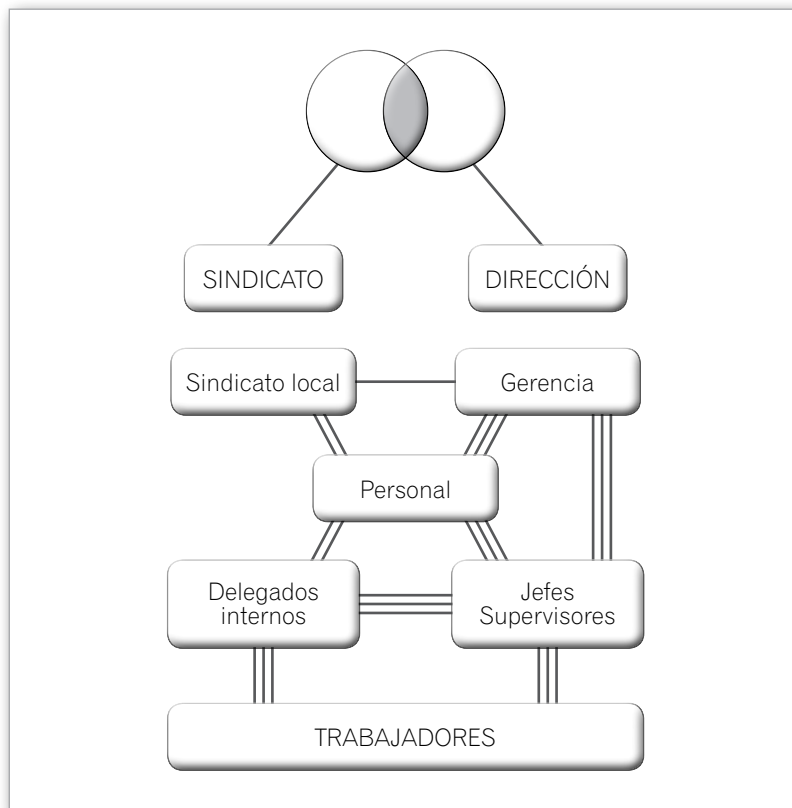 SINDICATO
DIRECCIÓN
Sindicato local
Gerencia
Personal
Delegados
internos
Jefes
Supervisores
TRABAJADORES